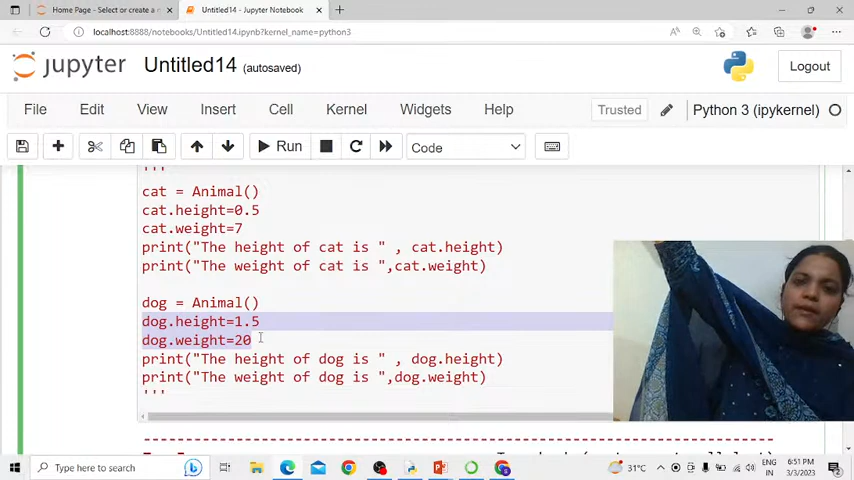 Home Page - Select or create a n
Untitled14 - Jupyter Notebook
localhost:8888/notebooks/Untitled14.ipynb?kernel_name=python3
jupyter Untitled14 (autosaved)
Logout
File Edit View Insert Cell Kernel Widgets Help
Trusted
Python 3 (ipykernel)
Run
Code
'''
cat = Animal()
cat.height=0.5
cat.weight=7
print("The height of cat is " , cat.height)
print("The weight of cat is ",cat.weight)
dog = Animal()
dog.height=1.5
dog.weight=20
print("The height of dog is " , dog.height)
print("The weight of dog is ",dog.weight)
'''
Type here to search
31°C
ENG
IN
6:51 PM
3/3/2023